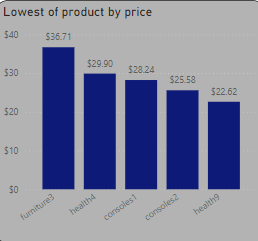 Lowest of product by price
$40
$36.71
$30
$29.90
$28.24
$25.58
$22.62
$20
$10
$0
furniture3
health4
consoles1
consoles2
health9